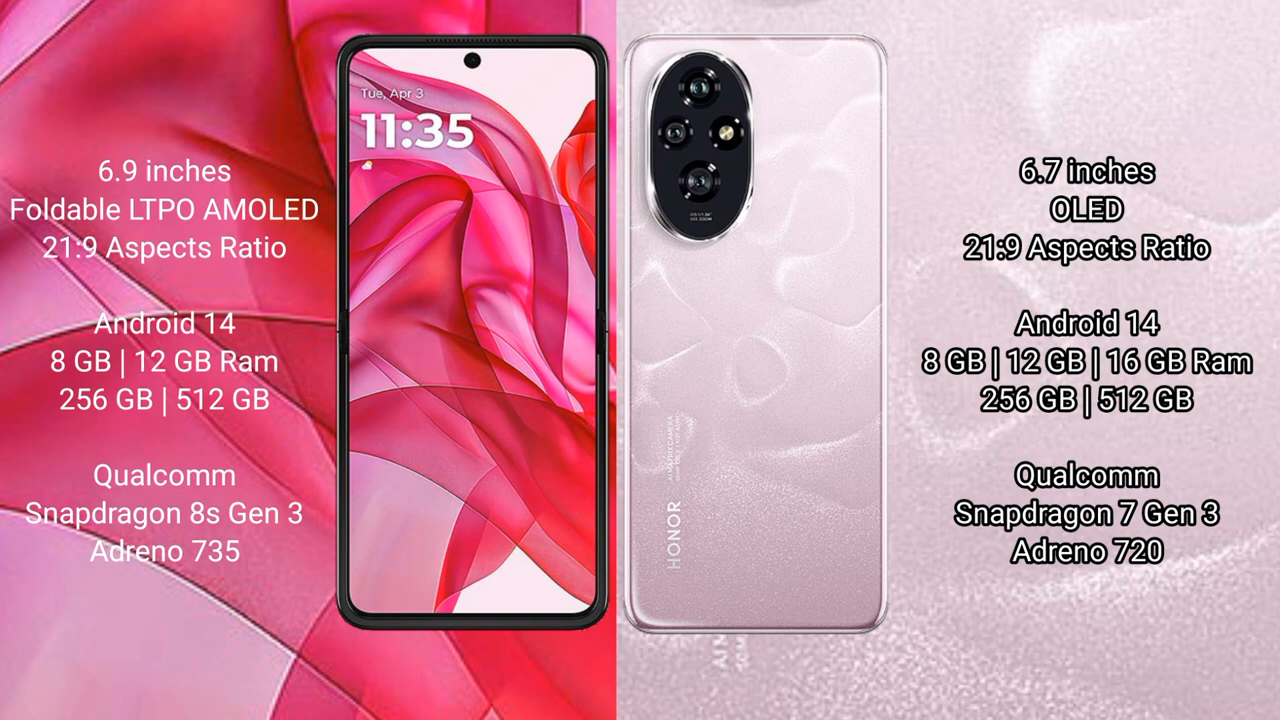 6.9 inches
Foldable LTPO AMOLED
21:9 Aspects Ratio
Android 14
8 GB | 12 GB Ram
256 GB | 512 GB
Qualcomm
Snapdragon 8s Gen 3
Adreno 735
Tue, Apr 3
11:35
HONOR
AI MATRIX CAMERA
6.7 inches
OLED
21:9 Aspects Ratio
Android 14
8 GB | 12 GB | 16 GB Ram
256 GB | 512 GB
Qualcomm
Snapdragon 7 Gen 3
Adreno 720